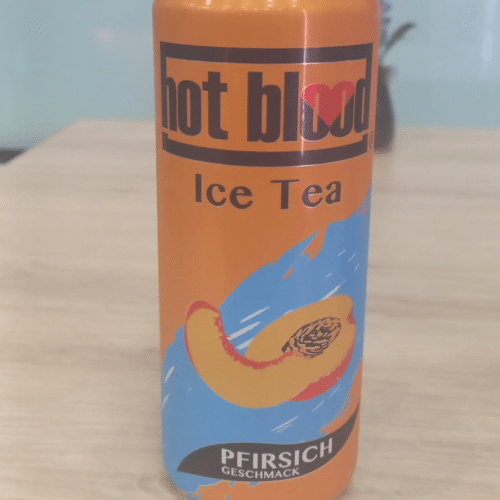 hot blood
Ice Tea
PFIRSICH
GESCHMACK